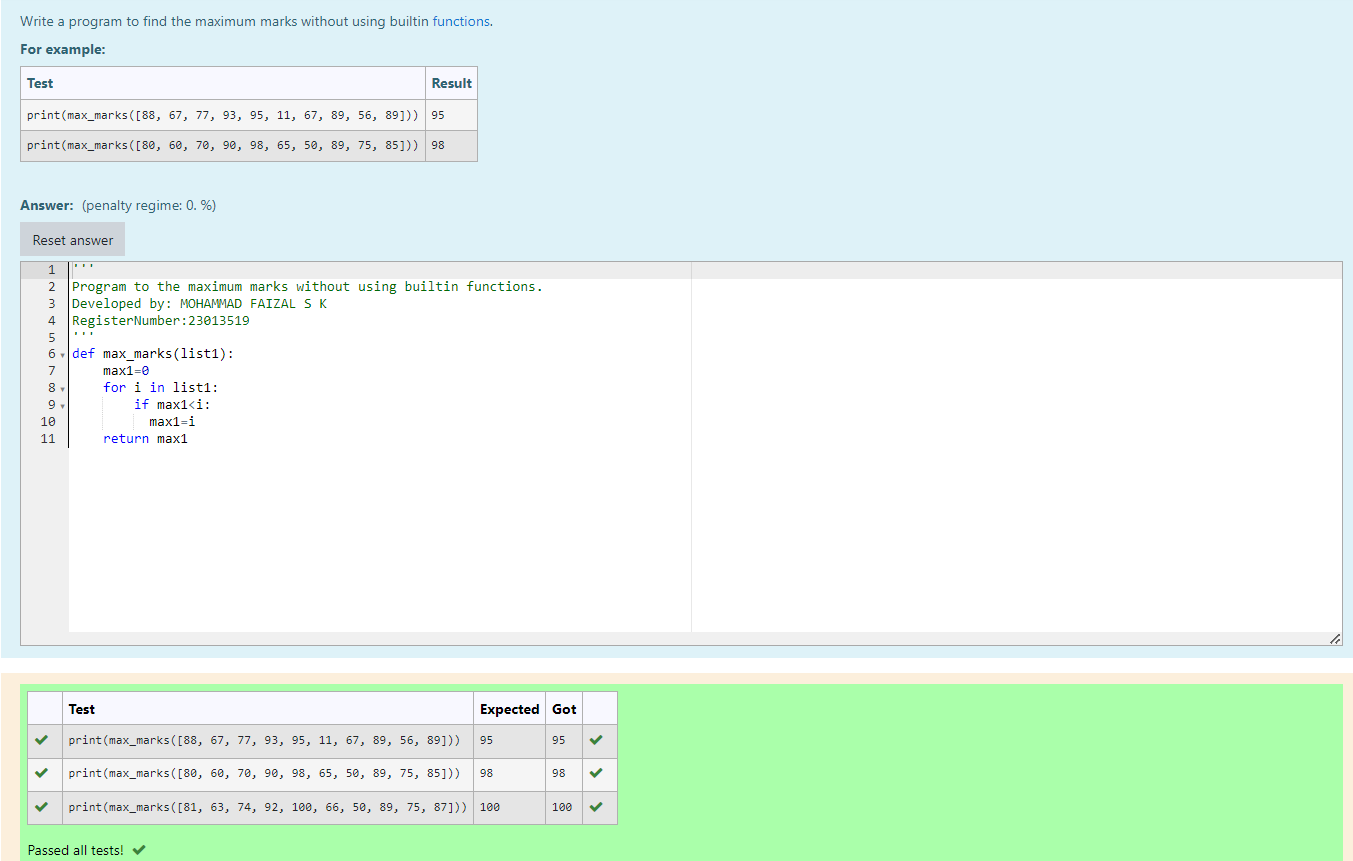 Write a program to find the maximum marks without using builtin functions.
For example:
Test Result
print(max_marks([88, 67, 77, 93, 95, 11, 67, 89, 56, 89])) 95
print(max_marks([80, 60, 70, 90, 98, 65, 50, 89, 75, 85])) 98
Answer: (penalty regime: 0. %)
Reset answer
1 '''
2 Program to the maximum marks without using builtin functions.
3 Developed by: MOHAMMAD FAIZAL S K
4 RegisterNumber:23013519
5 '''
6 def max_marks(list1):
7     max1=0
8     for i in list1:
9         if max1<i:
10           max1=i
11     return max1
Test Expected Got
print(max_marks([88, 67, 77, 93, 95, 11, 67, 89, 56, 89])) 95 95
print(max_marks([80, 60, 70, 90, 98, 65, 50, 89, 75, 85])) 98 98
print(max_marks([81, 63, 74, 92, 100, 66, 50, 89, 75, 87])) 100 100
Passed all tests!